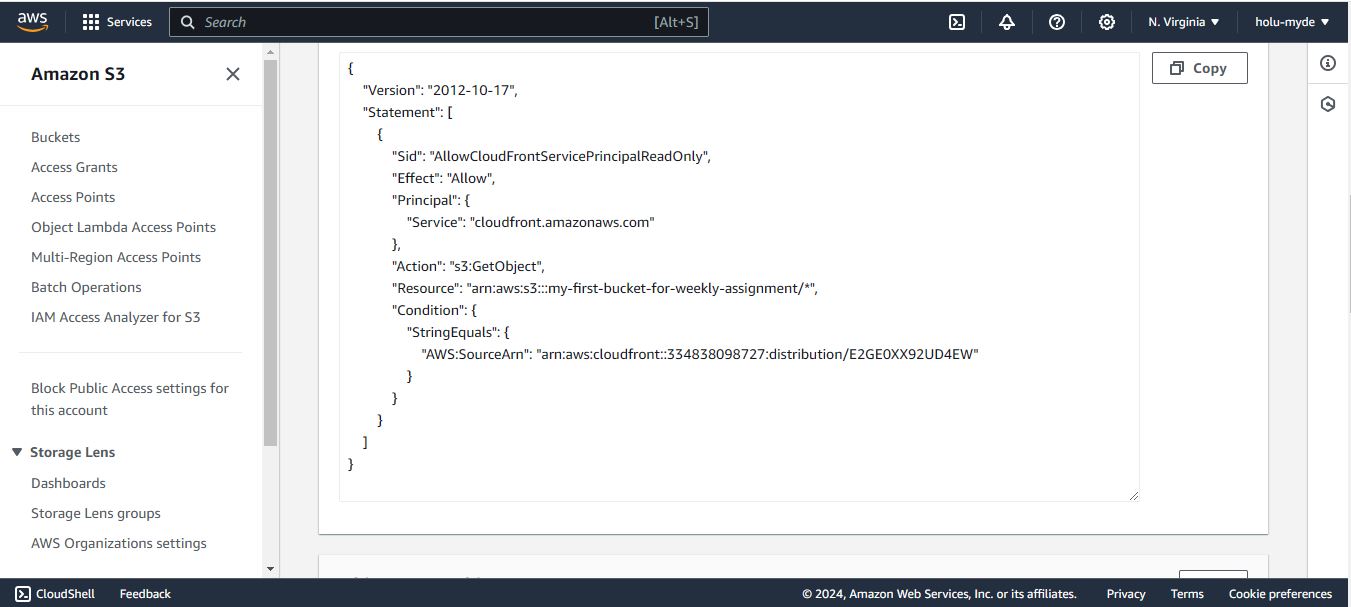 aws
Services
Search
[Alt+S]
N. Virginia
holu-myde
Amazon S3
Buckets
Access Grants
Access Points
Object Lambda Access Points
Multi-Region Access Points
Batch Operations
IAM Access Analyzer for S3
Block Public Access settings for
this account
Storage Lens
Dashboards
Storage Lens groups
AWS Organizations settings
Copy
{
"Version": "2012-10-17",
"Statement": [
{
"Sid": "AllowCloudFrontServicePrincipalReadOnly",
"Effect": "Allow",
"Principal": {
"Service": "cloudfront.amazonaws.com"
},
"Action": "s3:GetObject",
"Resource": "arn:aws:s3:::my-first-bucket-for-weekly-assignment/*",
"Condition": {
"StringEquals": {
"AWS:SourceArn": "arn:aws:cloudfront::334838098727:distribution/E2GE0XX92UD4EW"
}
}
}
]
}
CloudShell
Feedback
© 2024, Amazon Web Services, Inc. or its affiliates.
Privacy
Terms
Cookie preferences